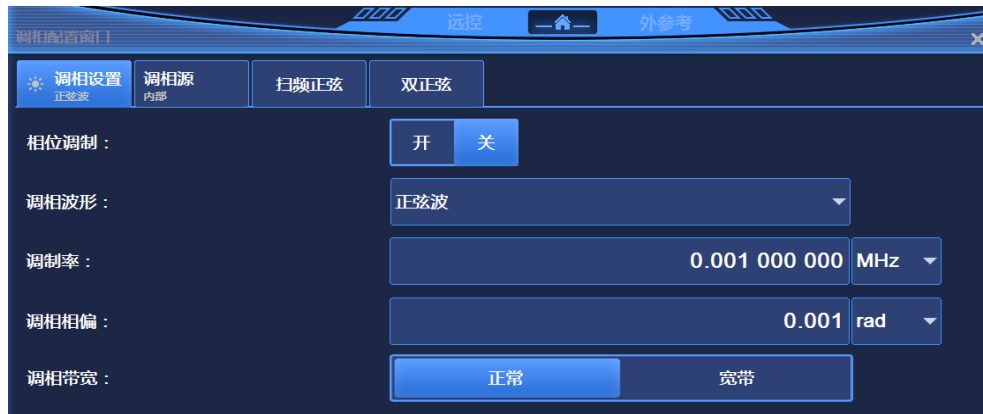 远控 外参考
调相配置窗口
调相设置 调相源 扫频正弦 双正弦
正弦波 内部
相位调制： 开 关
调相波形： 正弦波
调制率： 0.001 000 000 MHz
调相相偏： 0.001 rad
调相带宽： 正常 宽带